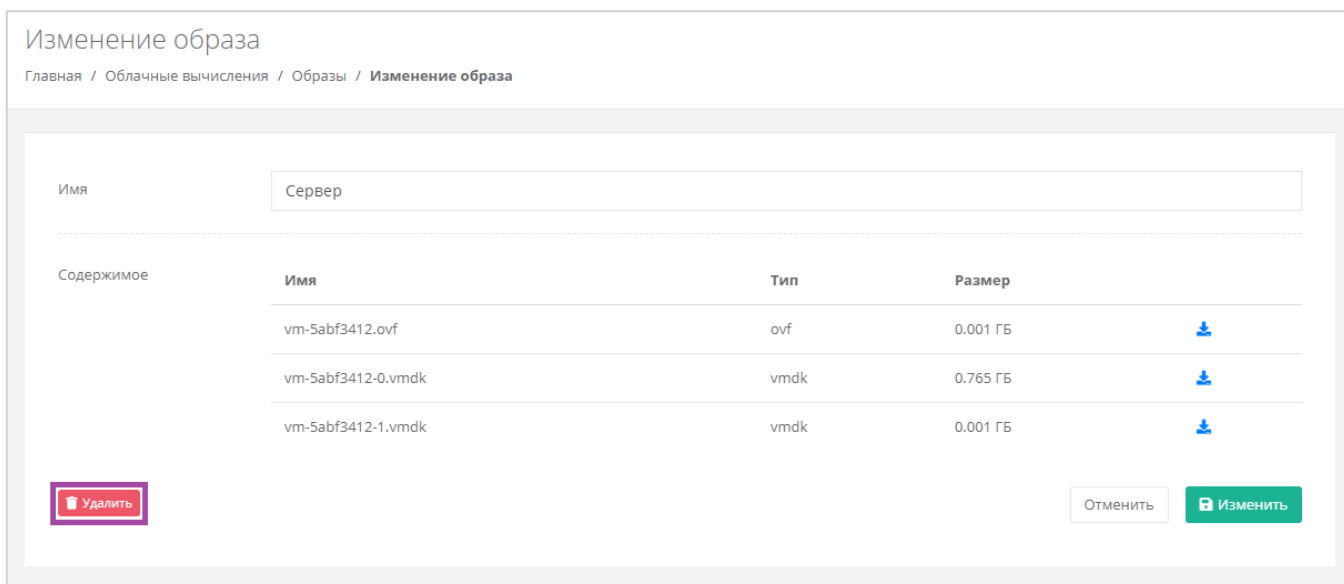 Изменение образа
Главная / Облачные вычисления / Образы / Изменение образа
Имя
Сервер
Содержимое
Имя Тип Размер
vm-5abf3412.ovf ovf 0.001 ГБ
vm-5abf3412-0.vmdk vmdk 0.765 ГБ
vm-5abf3412-1.vmdk vmdk 0.001 ГБ
Удалить
Отменить
Изменить